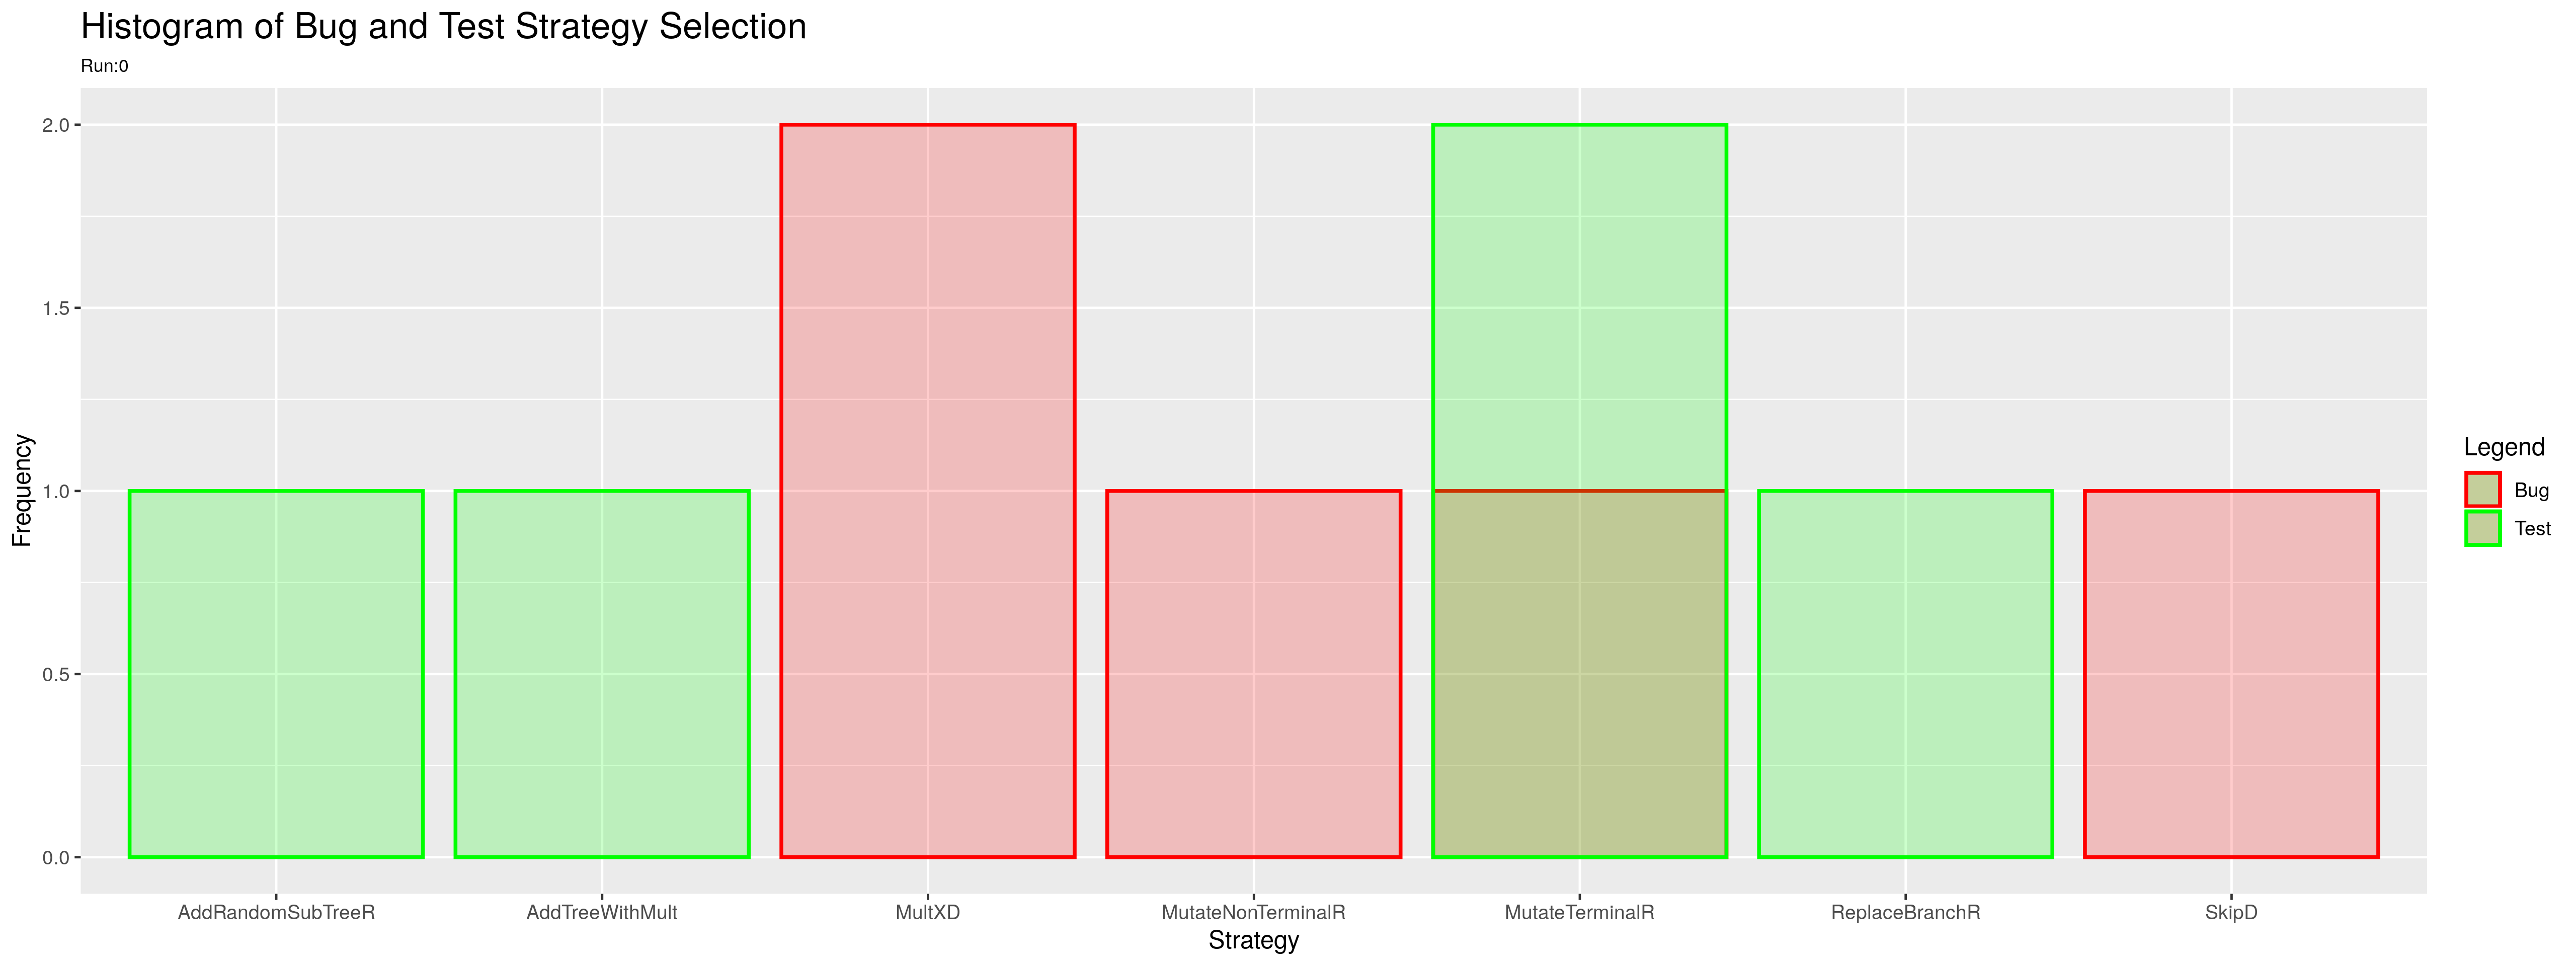 Histogram of Bug and Test Strategy Selection
Run:0
2.0
1.5
1.0
0.5
0.0
Frequency
AddRandomSubTreeR
AddTreeWithMult
MultXD
MutateNonTerminalR
MutateTerminalR
ReplaceBranchR
SkipD
Strategy
Legend
Bug
Test